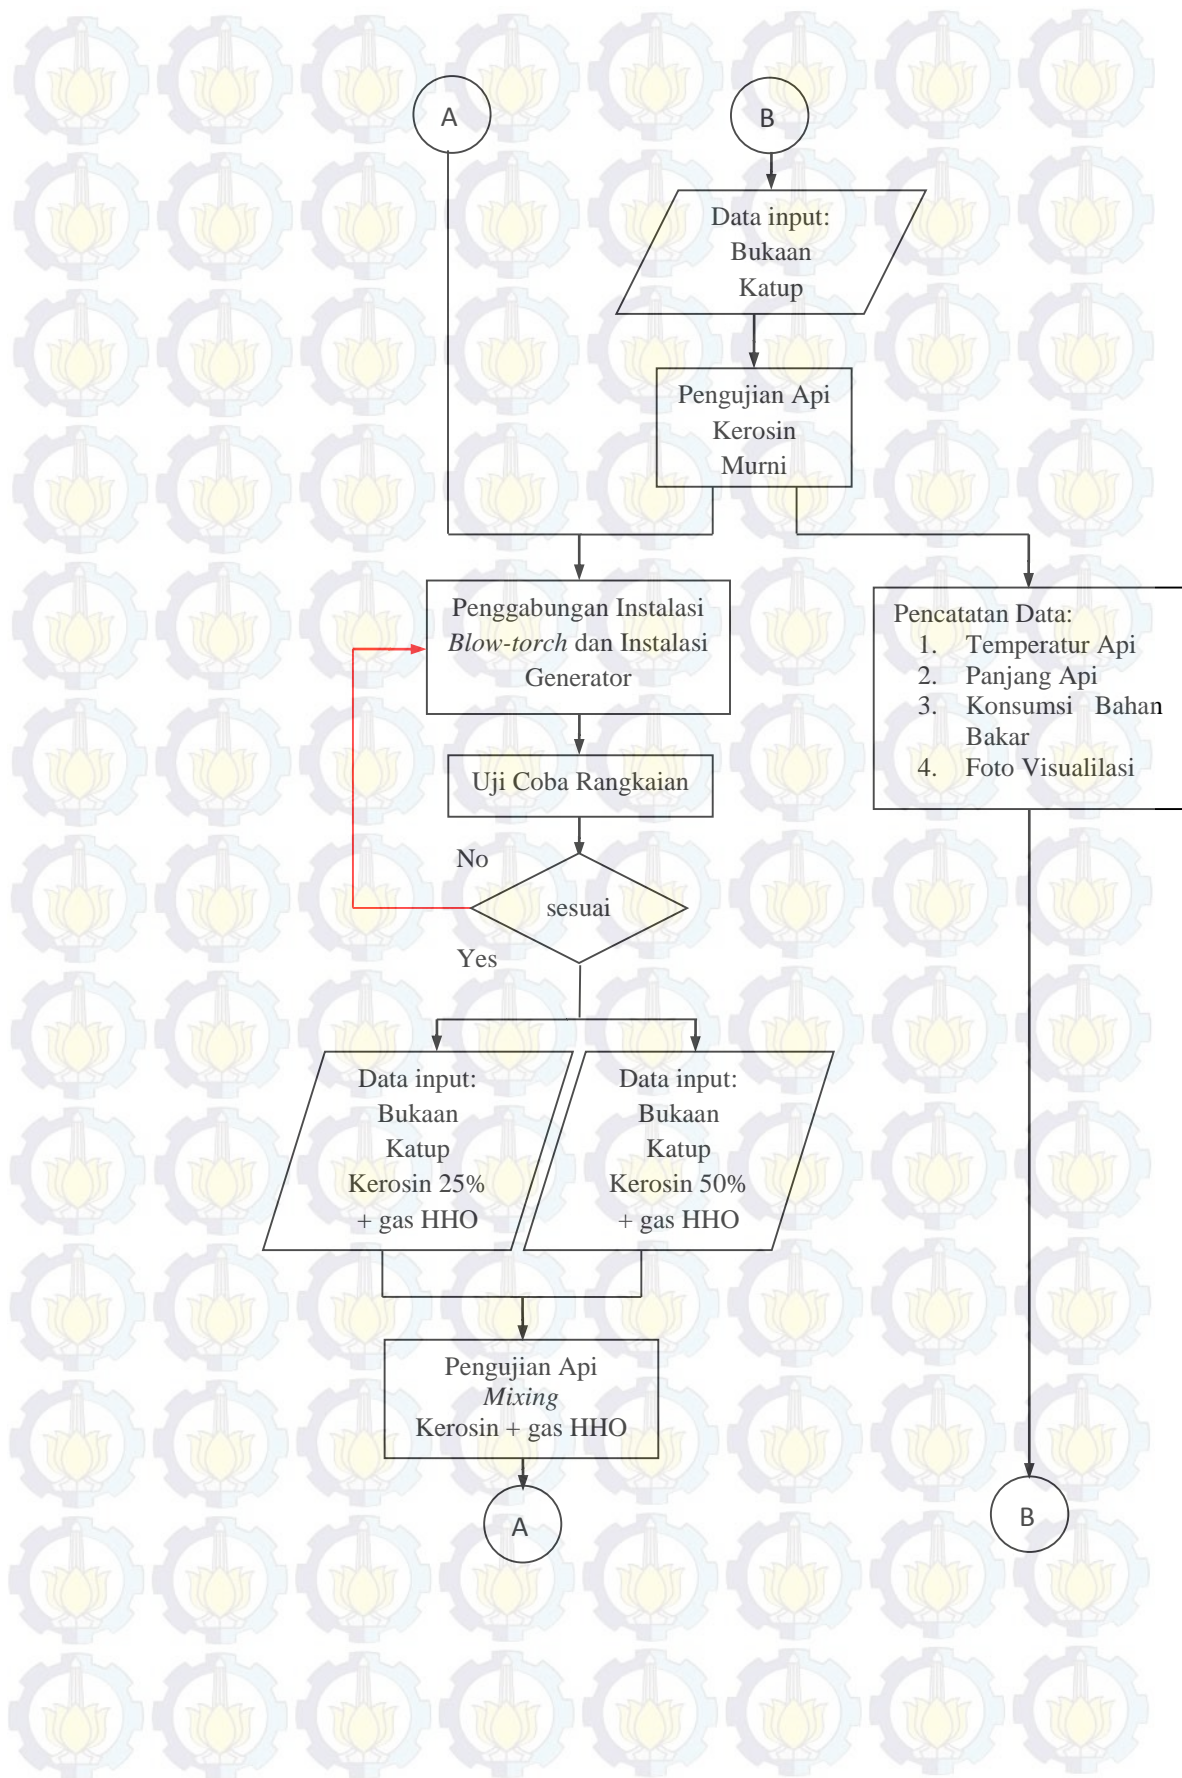 A
B
Data input:
Bukaan
Katup
Pengujian Api
Kerosin
Murni
Penggabungan Instalasi
Blow-torch dan Instalasi
Generator
Pencatatan Data:
1. Temperatur Api
2. Panjang Api
3. Konsumsi Bahan
Bakar
4. Foto Visualilasi
Uji Coba Rangkaian
No
sesuai
Yes
Data input:
Bukaan
Katup
Kerosin 25%
+ gas HHO
Data input:
Bukaan
Katup
Kerosin 50%
+ gas HHO
Pengujian Api
Mixing
Kerosin + gas HHO
A
B